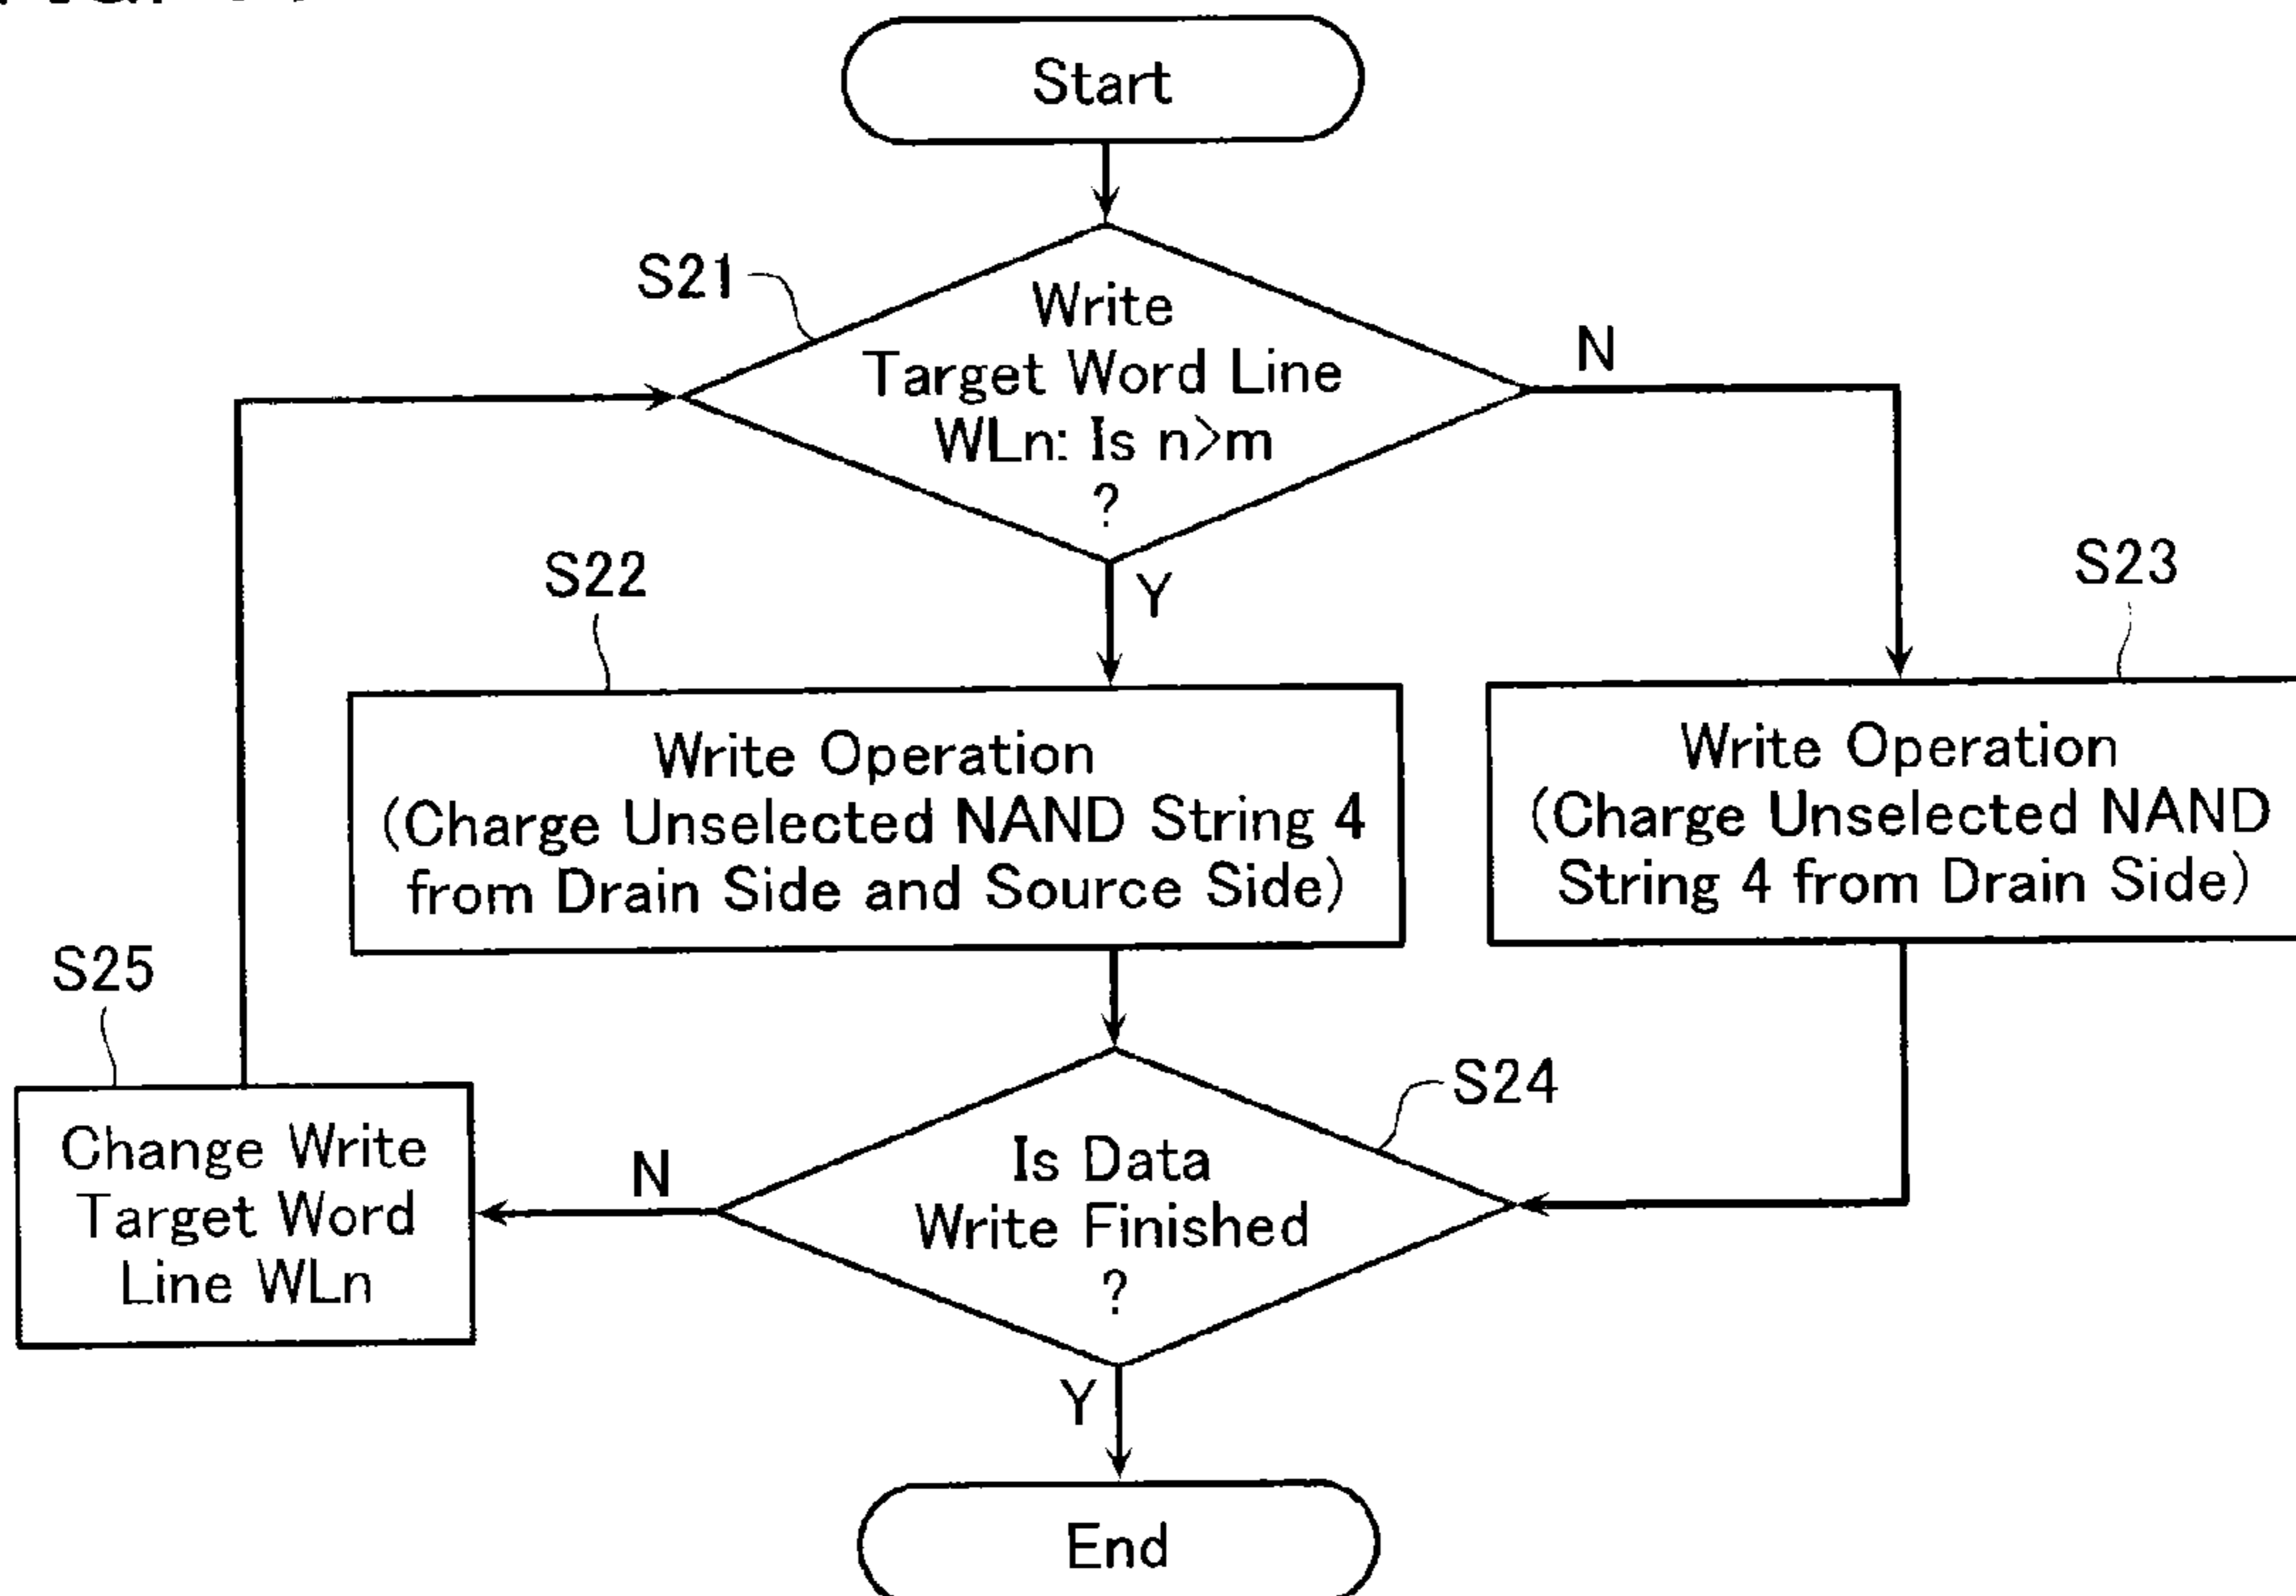 Start
S21
Write
Target Word Line
WLn: Is n>m
?
N
Y
S22
Write Operation
(Charge Unselected NAND String 4
from Drain Side and Source Side)
S23
Write Operation
(Charge Unselected NAND
String 4 from Drain Side)
S24
Is Data
Write Finished
?
N
S25
Change Write
Target Word
Line WLn
Y
End